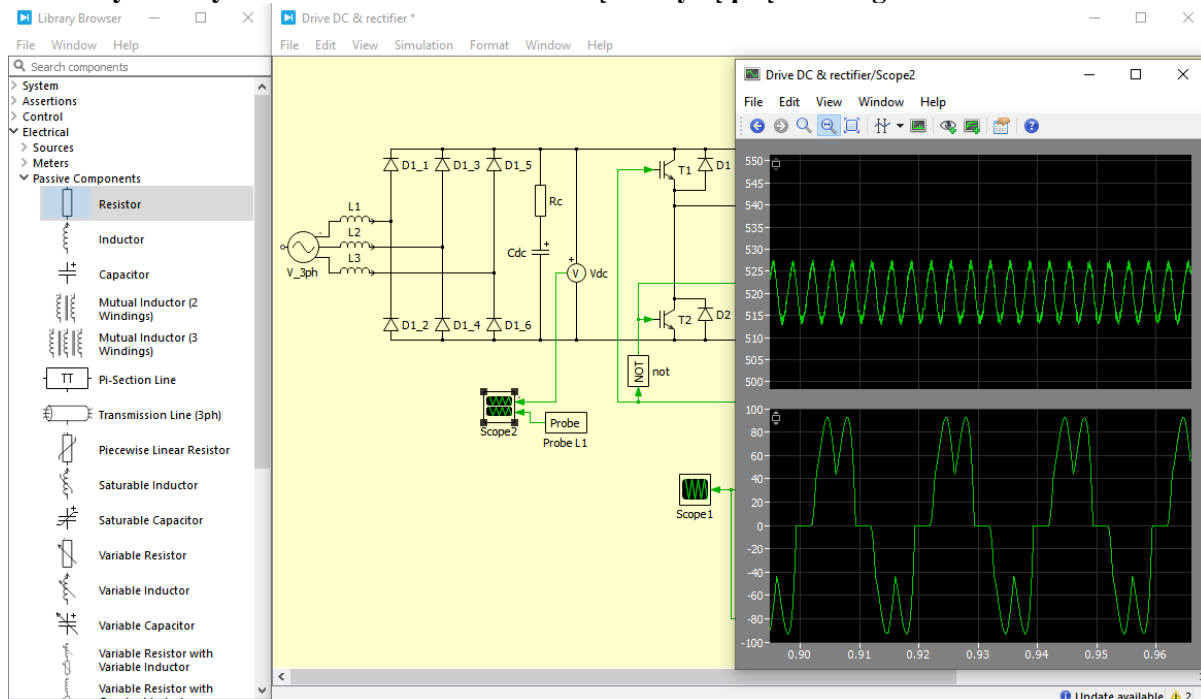 Library Browser
File Window Help
Search components
System
Assertions
Control
Electrical
Sources
Meters
Passive Components
Resistor
Inductor
Capacitor
Mutual Inductor (2
Windings)
Mutual Inductor (3
Windings)
Pi-Section Line
Transmission Line (3ph)
Piecewise Linear Resistor
Saturable Inductor
Saturable Capacitor
Variable Resistor
Variable Inductor
Variable Capacitor
Variable Resistor with
Variable Inductor
Variable Resistor with
Drive DC & rectifier *
File Edit View Simulation Format Window Help
D1_1 D1_3 D1_5
T1 D1
Rc
L1
L2
L3
V_3ph
Cdc
V Vdc
D1_2 D1_4 D1_6
T2 D2
NOT not
Scope2
Probe
Probe L1
Scope1
Drive DC & rectifier/Scope2
File Edit View Window Help
550
545
540
535
530
525
520
515
510
505
500
100
80
60
40
20
0
-20
-40
-60
-80
-100
0.90 0.91 0.92 0.93 0.94 0.95 0.96
Update available 2